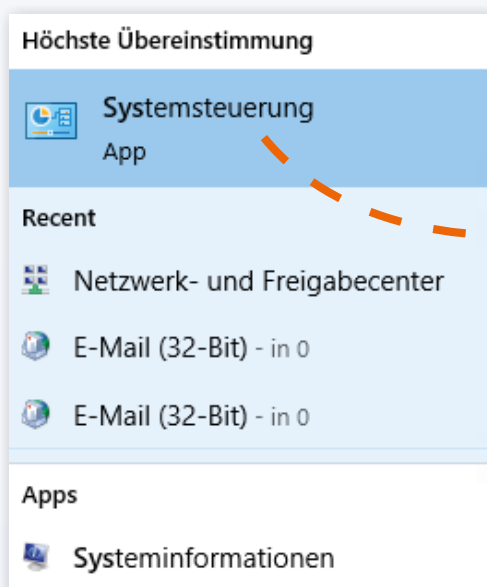 Höchste Übereinstimmung
Systemsteuerung
App
Recent
Netzwerk- und Freigabecenter
E-Mail (32-Bit) - in 0
E-Mail (32-Bit) - in 0
Apps
Systeminformationen